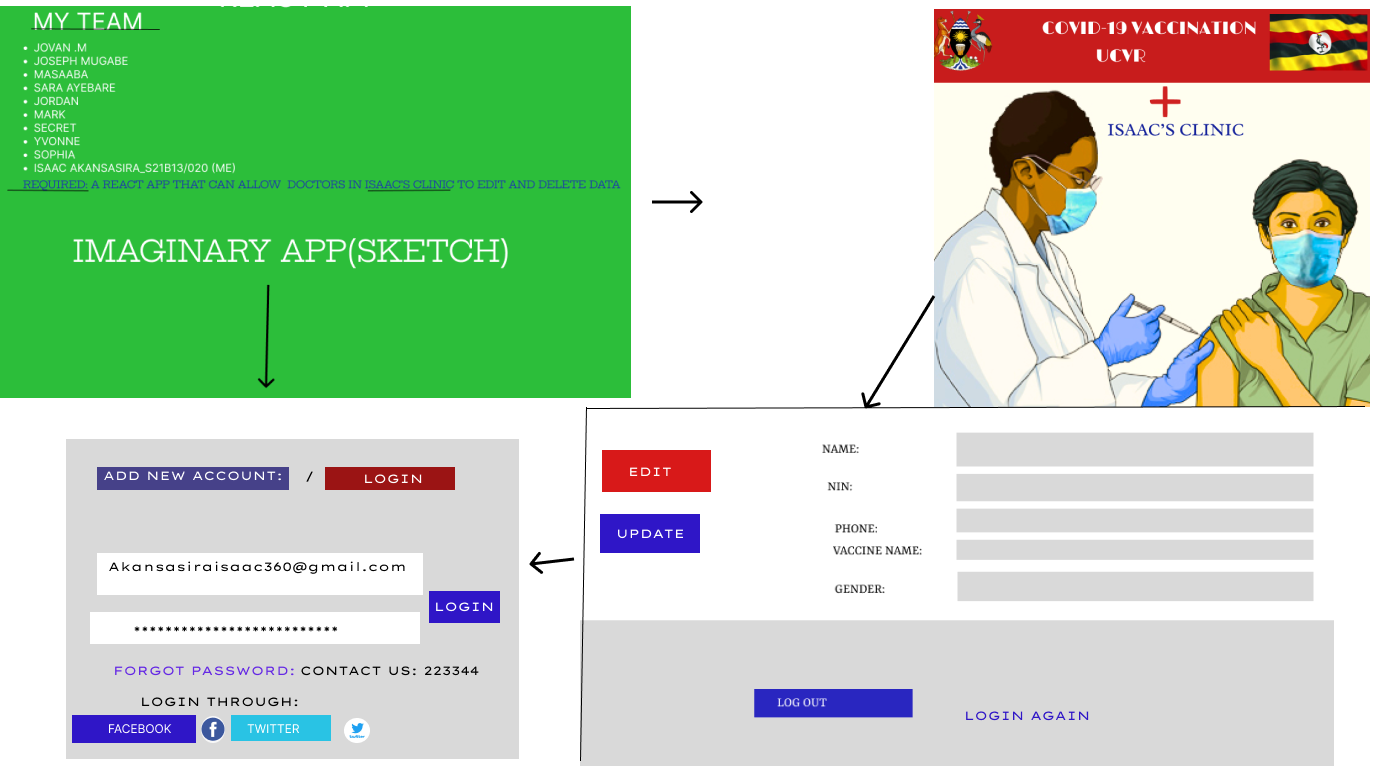 MY TEAM
JOVAN .M
JOSEPH MUGABE
MASAABA
SARA AYEBARE
JORDAN
MARK
SECRET
YVONNE
SOPHIA
ISAAC AKANSASIRA_S21B13/020 (ME)
REQUIRED: A REACT APP THAT CAN ALLOW DOCTORS IN ISAAC'S CLINIC TO EDIT AND DELETE DATA
IMAGINARY APP(SKETCH)
COVID-19 VACCINATION
UCVR
ISAAC'S CLINIC
ADD NEW ACCOUNT: / LOGIN
Akansasiraisaac360@gmail.com
LOGIN
**************************
FORGOT PASSWORD: CONTACT US: 223344
LOGIN THROUGH:
FACEBOOK
TWITTER
twitter
EDIT
UPDATE
NAME:
NIN:
PHONE:
VACCINE NAME:
GENDER:
LOG OUT
LOGIN AGAIN